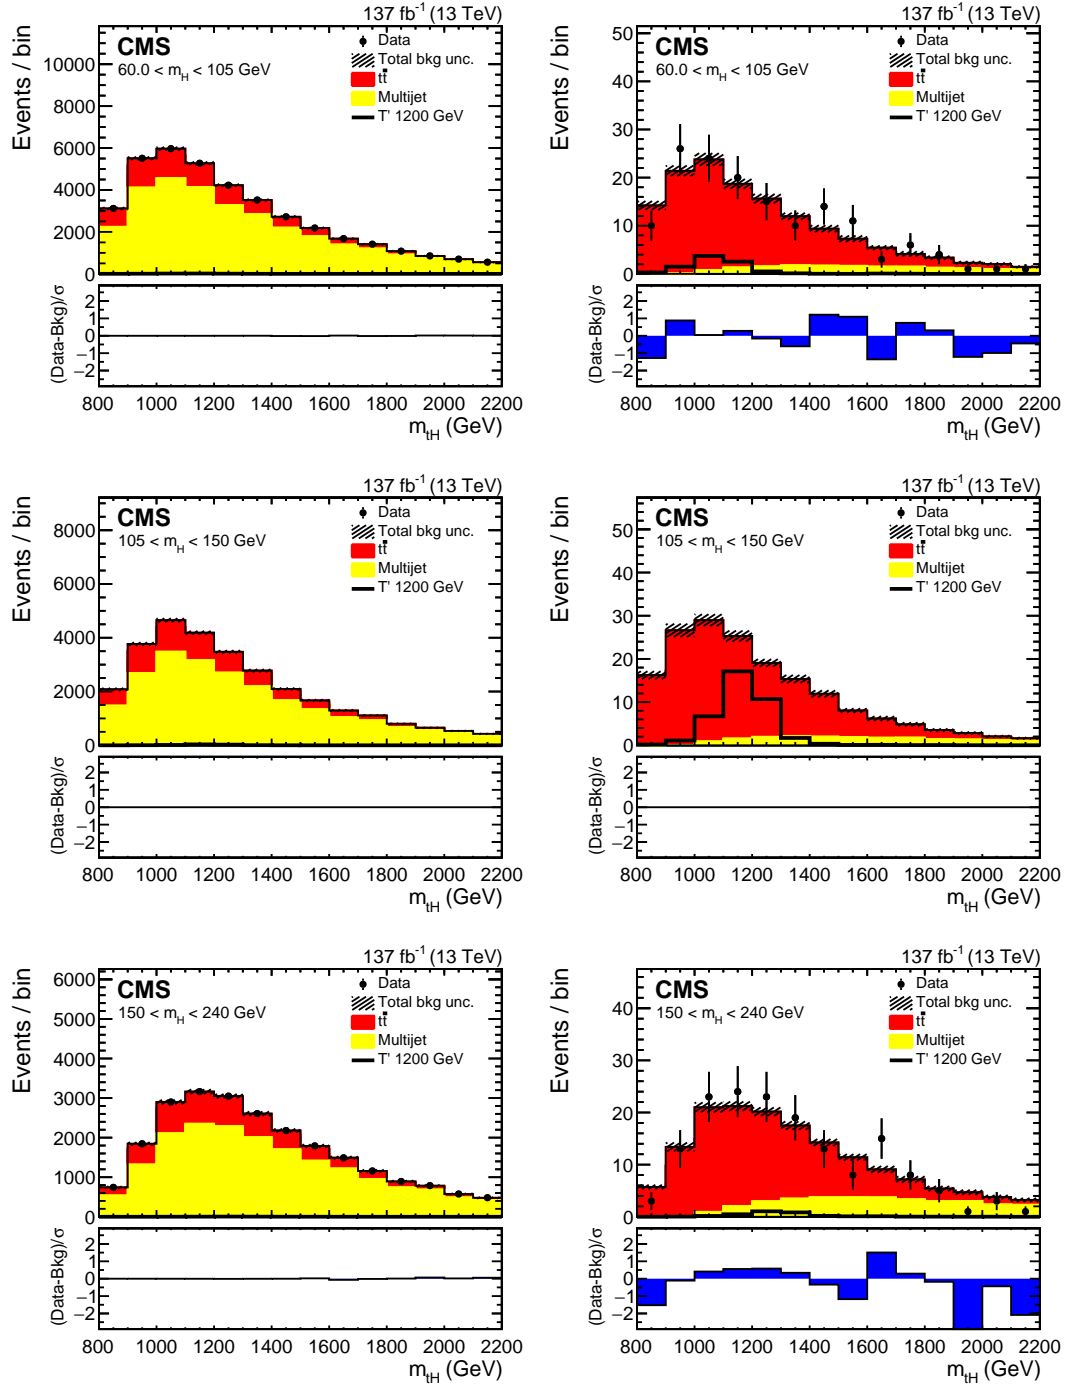 137 fb⁻¹ (13 TeV)
Events / bin
CMS
60.0 < m_H < 105 GeV
Data
Total bkg unc.
tt̄
Multijet
T' 1200 GeV
10000
8000
6000
4000
2000
0
(Data-Bkg)/σ
2
1
0
−1
−2
800 1000 1200 1400 1600 1800 2000 2200
m_tH (GeV)
137 fb⁻¹ (13 TeV)
Events / bin
CMS
60.0 < m_H < 105 GeV
Data
Total bkg unc.
tt̄
Multijet
T' 1200 GeV
50
40
30
20
10
0
(Data-Bkg)/σ
2
1
0
−1
−2
800 1000 1200 1400 1600 1800 2000 2200
m_tH (GeV)
137 fb⁻¹ (13 TeV)
Events / bin
CMS
105 < m_H < 150 GeV
Data
Total bkg unc.
tt̄
Multijet
T' 1200 GeV
8000
6000
4000
2000
0
(Data-Bkg)/σ
2
1
0
−1
−2
800 1000 1200 1400 1600 1800 2000 2200
m_tH (GeV)
137 fb⁻¹ (13 TeV)
Events / bin
CMS
105 < m_H < 150 GeV
Data
Total bkg unc.
tt̄
Multijet
T' 1200 GeV
50
40
30
20
10
0
(Data-Bkg)/σ
2
1
0
−1
−2
800 1000 1200 1400 1600 1800 2000 2200
m_tH (GeV)
137 fb⁻¹ (13 TeV)
Events / bin
CMS
150 < m_H < 240 GeV
Data
Total bkg unc.
tt̄
Multijet
T' 1200 GeV
6000
5000
4000
3000
2000
1000
0
(Data-Bkg)/σ
2
1
0
−1
−2
800 1000 1200 1400 1600 1800 2000 2200
m_tH (GeV)
137 fb⁻¹ (13 TeV)
Events / bin
CMS
150 < m_H < 240 GeV
Data
Total bkg unc.
tt̄
Multijet
T' 1200 GeV
40
30
20
10
0
(Data-Bkg)/σ
2
1
0
−1
−2
800 1000 1200 1400 1600 1800 2000 2200
m_tH (GeV)